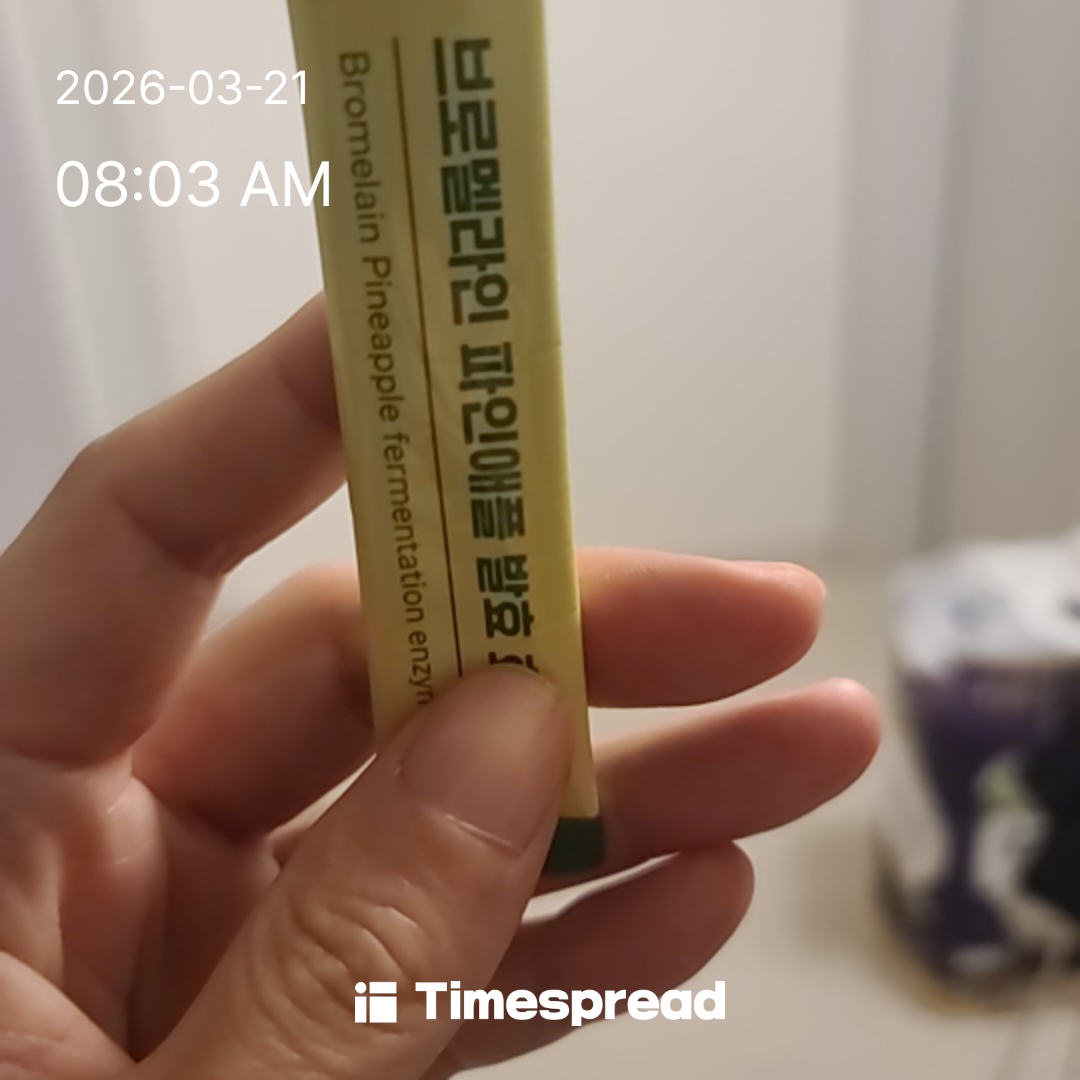 2026-03-21
08:03 AM
브로멜라인 파인애플 발효
Bromelain Pineapple fermentation
Timespread